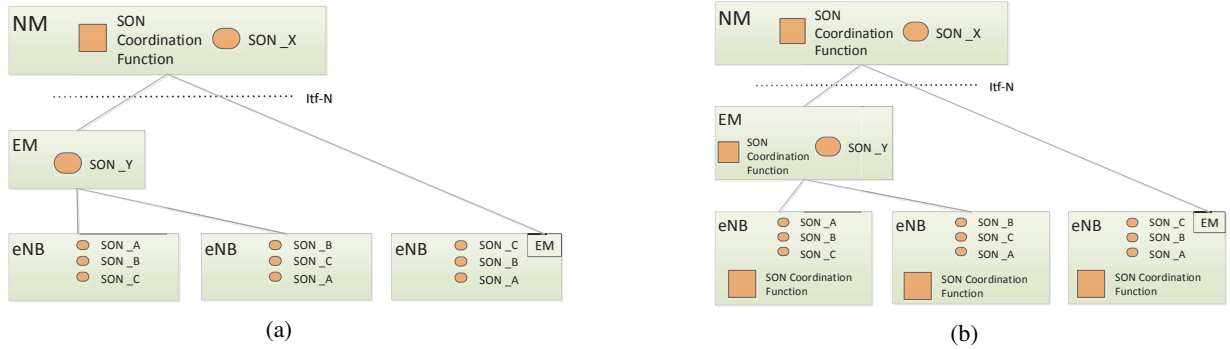 NM
SON
Coordination
Function
SON _X
Itf-N
EM
SON _Y
eNB
SON _A
SON _B
SON _C
eNB
SON _B
SON _C
SON _A
eNB
SON _C
SON _B
SON _A
EM
(a)
NM
SON
Coordination
Function
SON _X
Itf-N
EM
SON
Coordination
Function
SON _Y
eNB
SON _A
SON _B
SON _C
SON Coordination
Function
eNB
SON _B
SON _C
SON _A
SON Coordination
Function
eNB
SON _C
SON _B
SON _A
EM
SON Coordination
Function
(b)